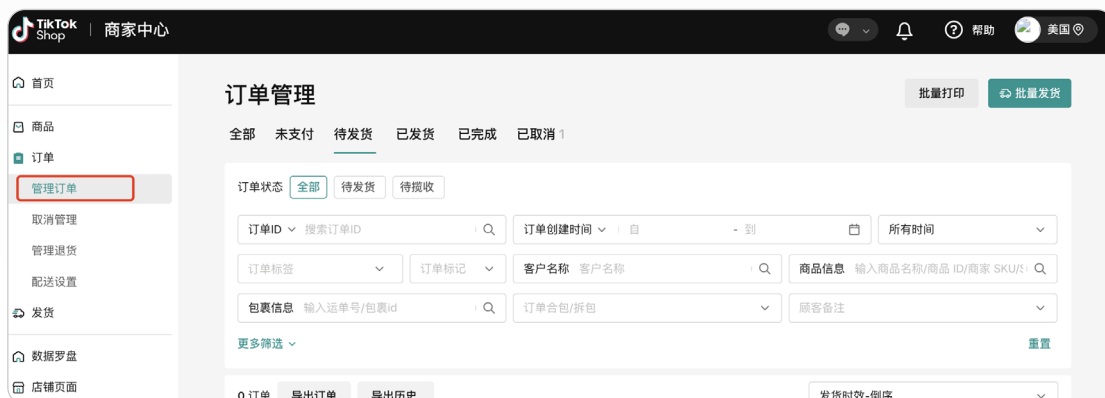 TikTok Shop | 商家中心
帮助
美国
首页
商品
订单
管理订单
取消管理
管理退货
配送设置
发货
数据罗盘
店铺页面
订单管理
批量打印 批量发货
全部 未支付 待发货 已发货 已完成 已取消 1
订单状态 全部 待发货 待揽收
订单ID 搜索订单ID 订单创建时间 自 - 到 所有时间
订单标签 订单标记 客户名称 客户名称 商品信息 输入商品名称/商品 ID/商家 SKU/S
包裹信息 输入运单号/包裹id 订单合包/拆包 顾客备注
更多筛选 重置
0 订单 导出订单 导出历史 发货时效-倒序